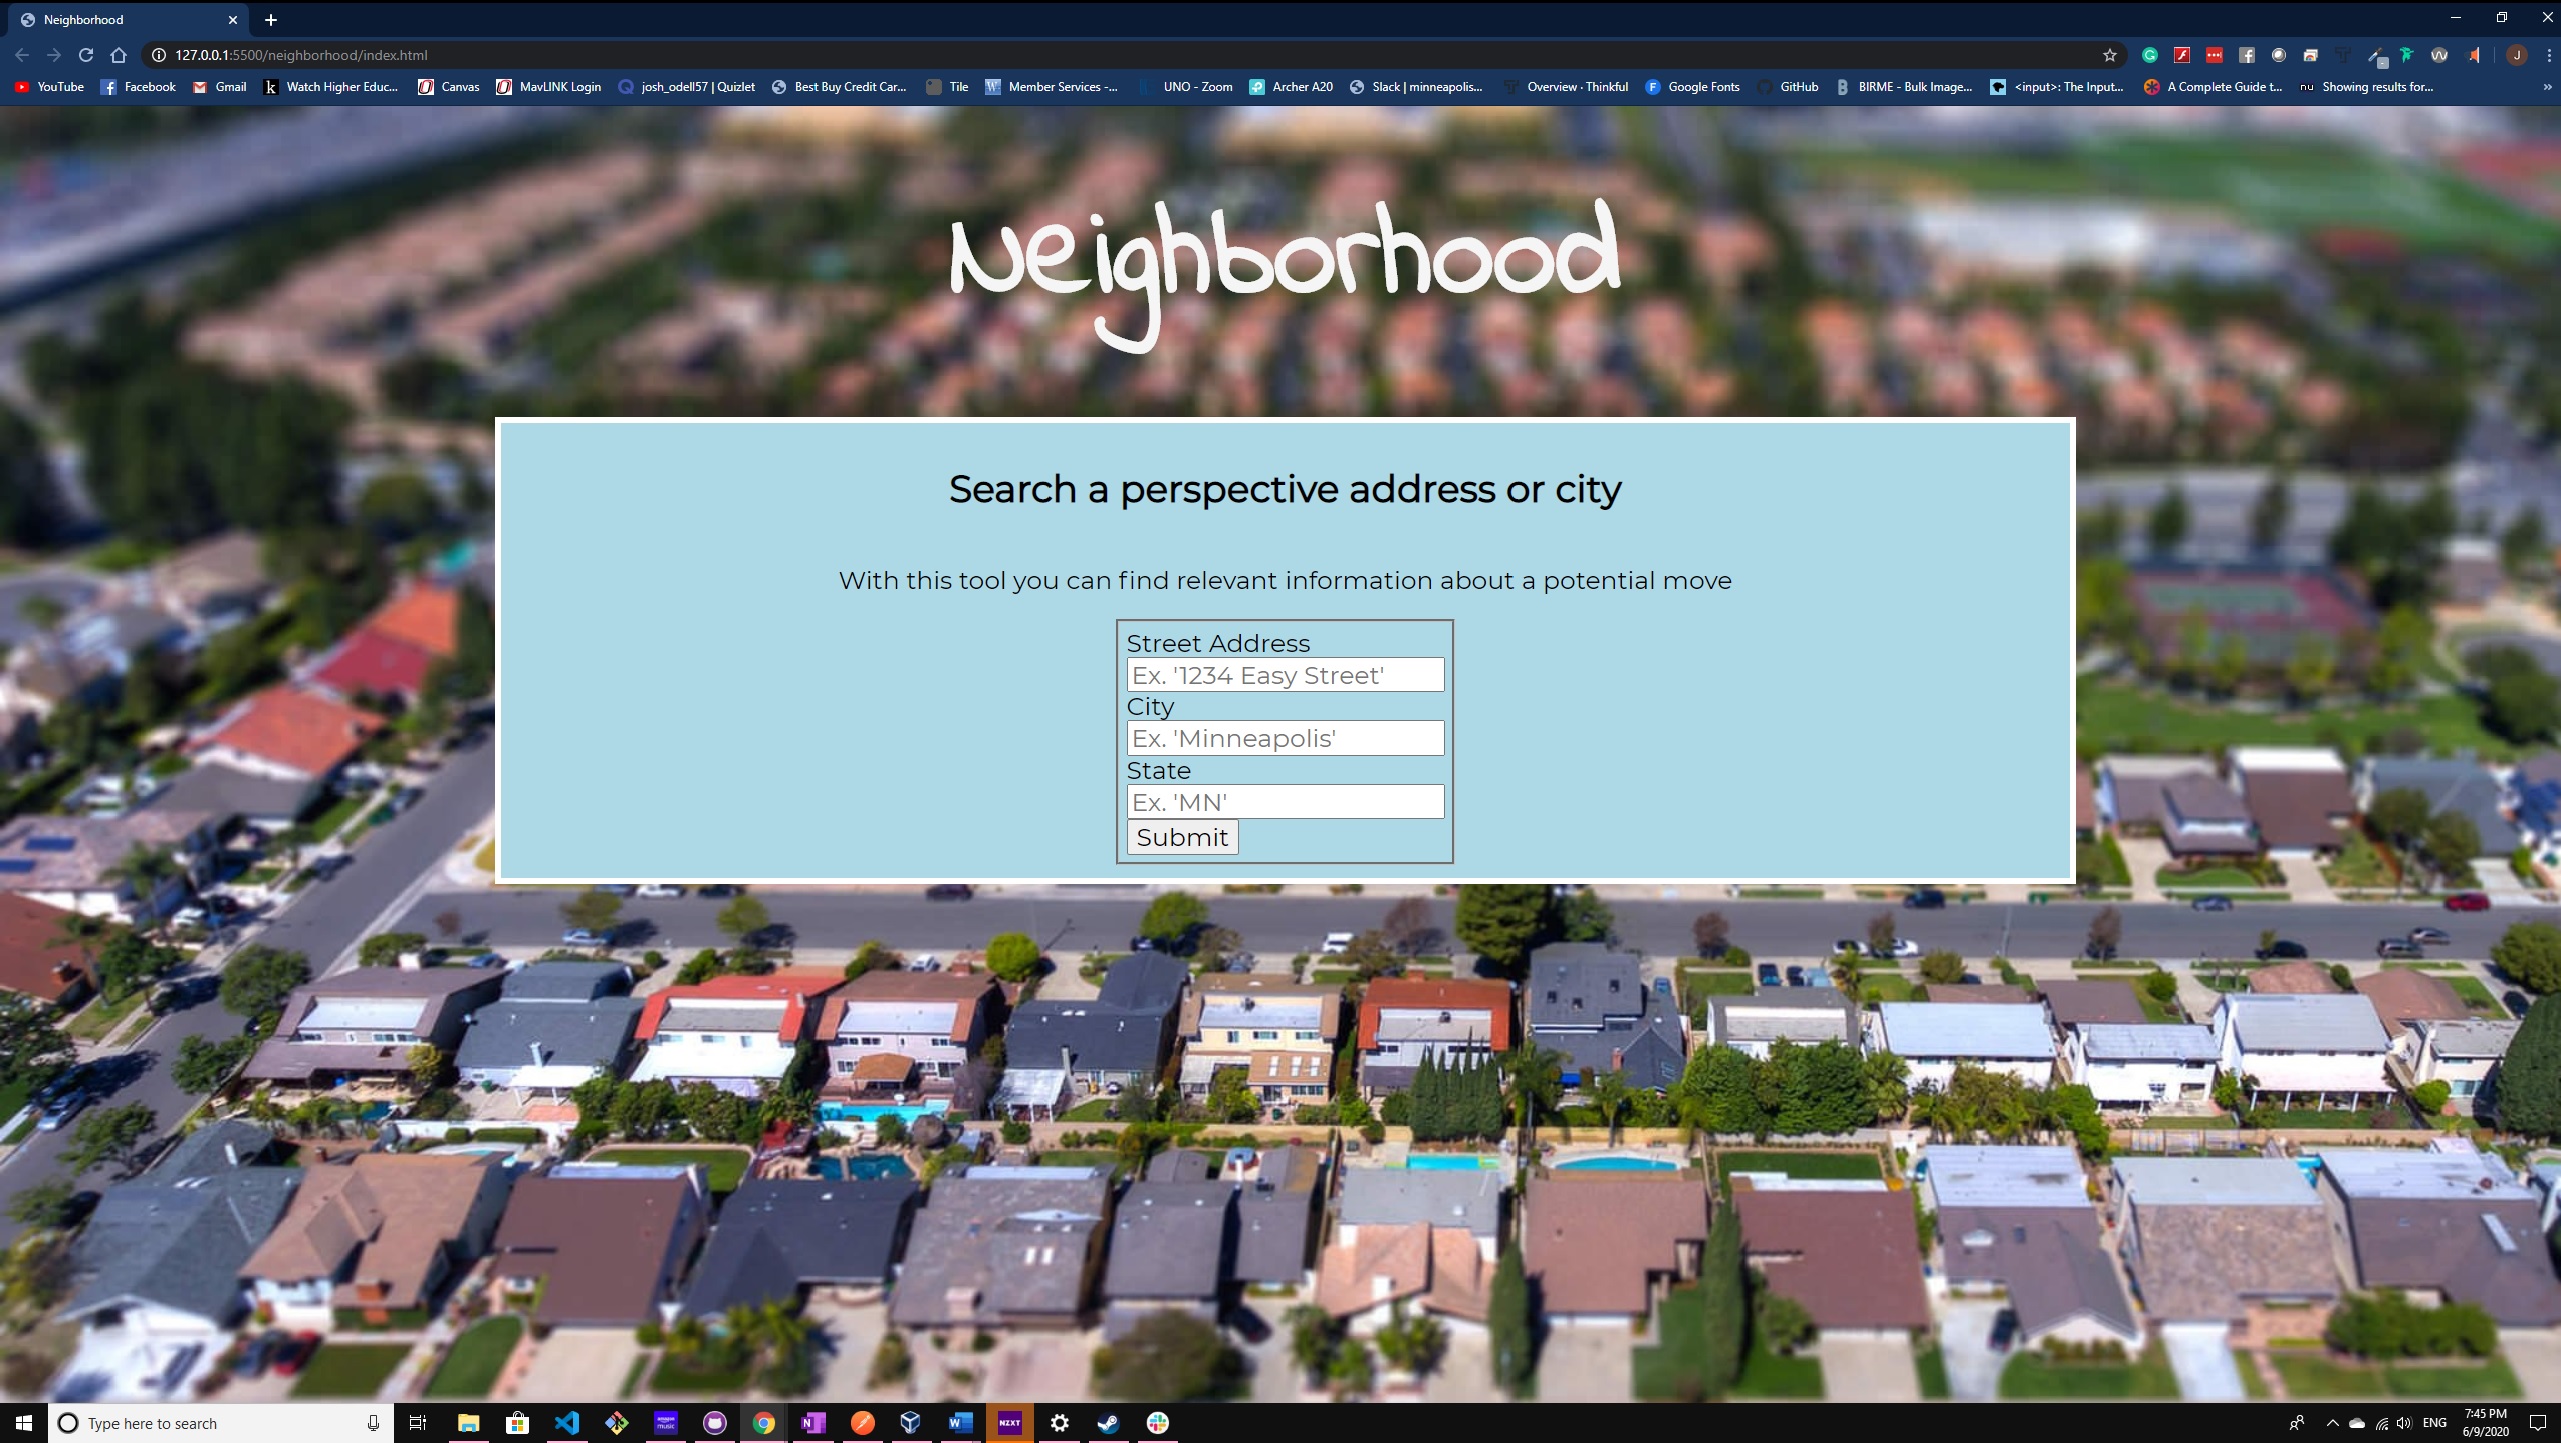 Neighborhood
127.0.0.1:5500/neighborhood/index.html
YouTube Facebook Gmail Watch Higher Educ... Canvas MavLINK Login josh_odell57 | Quizlet Best Buy Credit Car... Tile Member Services -... UNO - Zoom Archer A20 Slack | minneapolis... Overview · Thinkful Google Fonts GitHub BIRME - Bulk Image... <input>: The Input... A Complete Guide t... nu Showing results for... »
Neighborhood
Search a perspective address or city
With this tool you can find relevant information about a potential move
Street Address
Ex. '1234 Easy Street'
City
Ex. 'Minneapolis'
State
Ex. 'MN'
Submit
Type here to search
NZXT
ENG
7:45 PM
6/9/2020